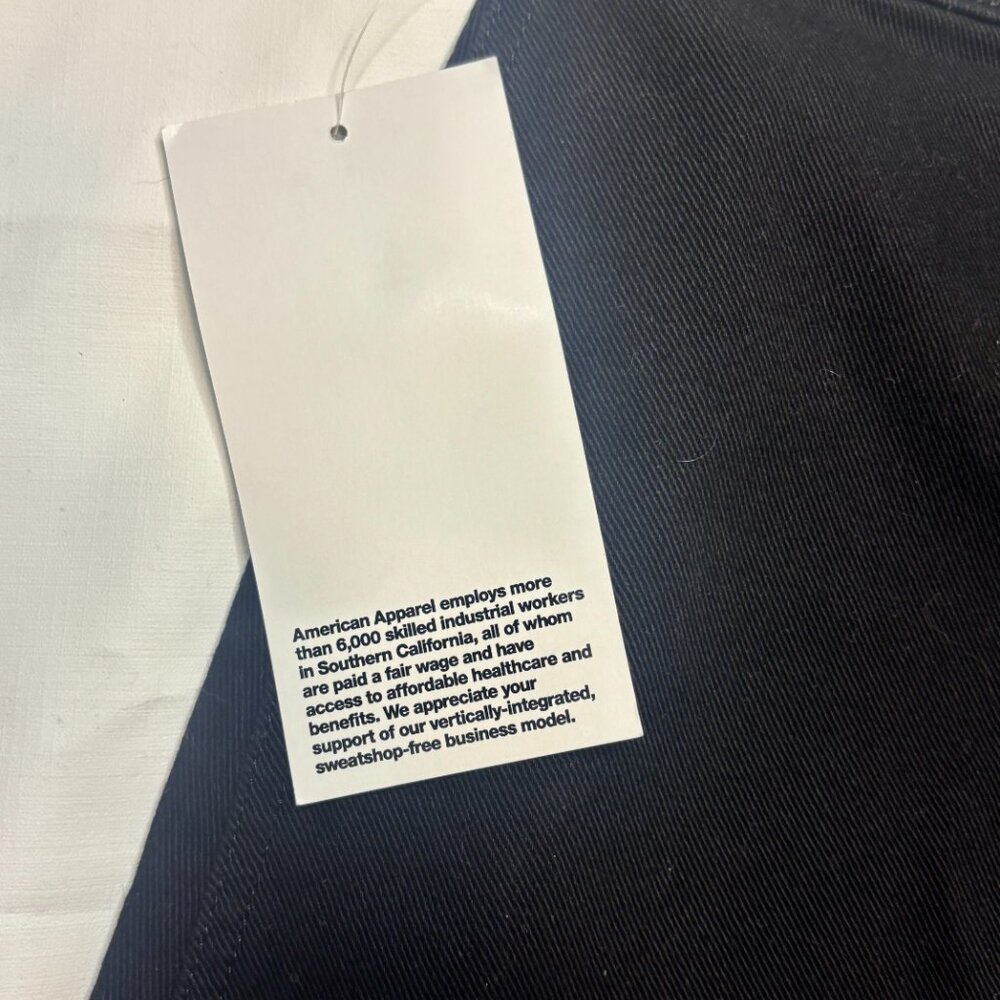 American Apparel employs more
than 6,000 skilled industrial workers
in Southern California, all of whom
are paid a fair wage and have
access to affordable healthcare and
benefits. We appreciate your
support of our vertically-integrated,
sweatshop-free business model.